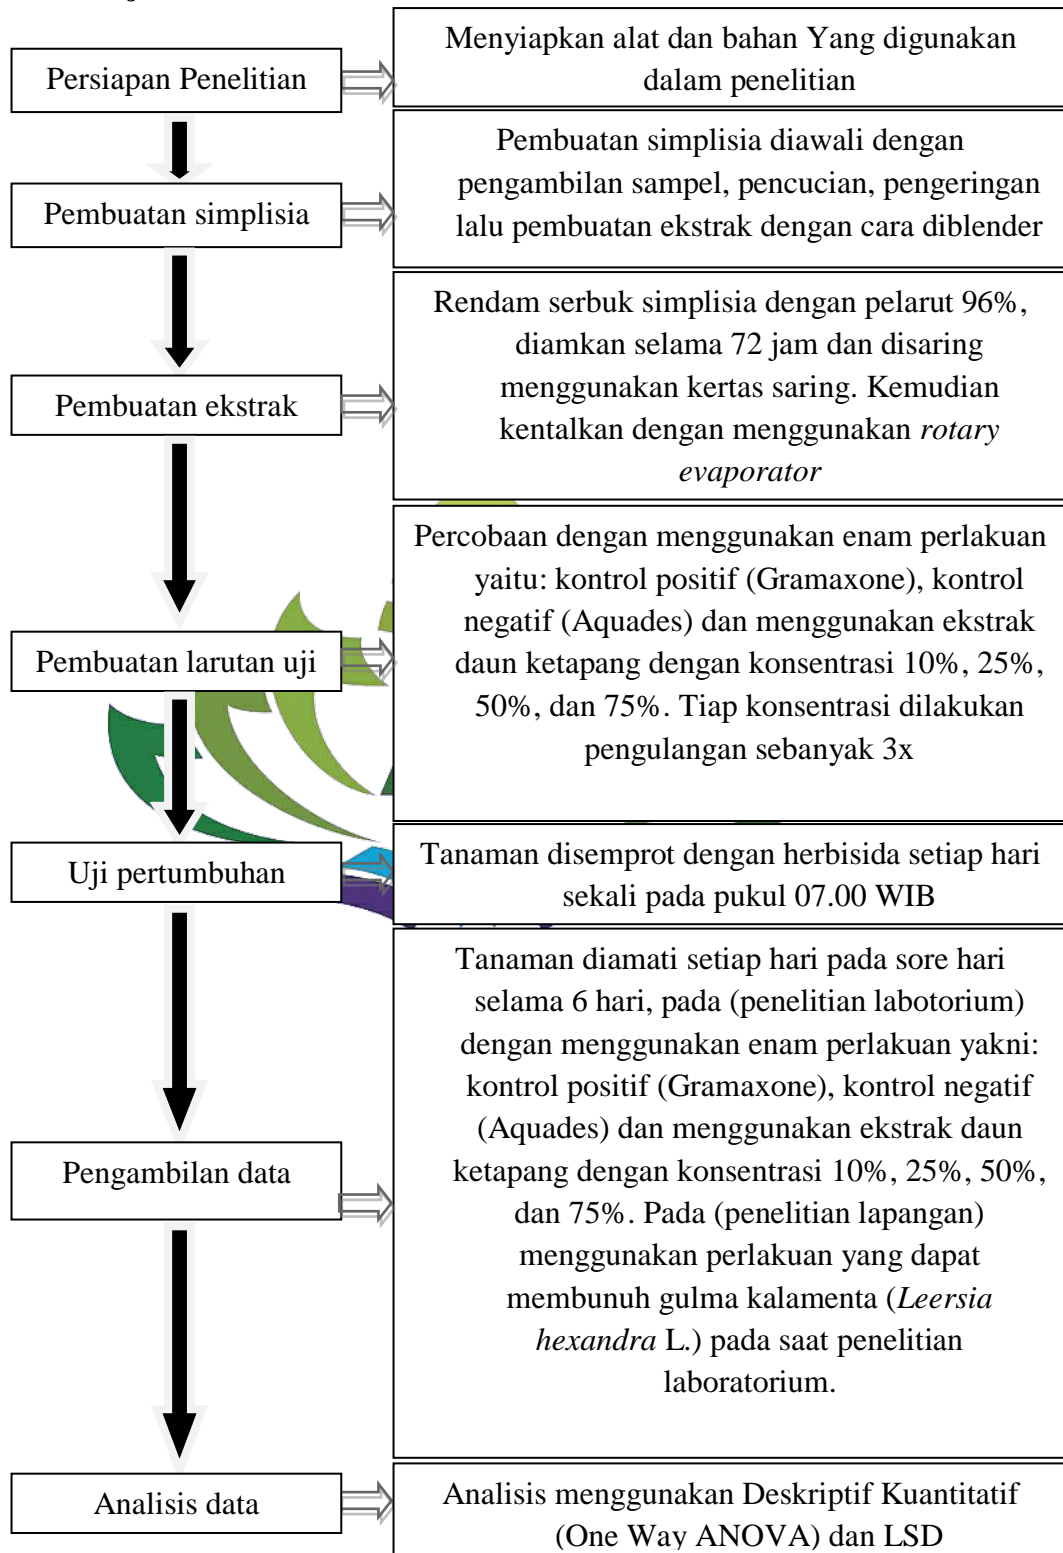 Persiapan Penelitian
Menyiapkan alat dan bahan Yang digunakan
dalam penelitian
Pembuatan simplisia
Pembuatan simplisia diawali dengan
pengambilan sampel, pencucian, pengeringan
lalu pembuatan ekstrak dengan cara diblender
Pembuatan ekstrak
Rendam serbuk simplisia dengan pelarut 96%,
diamkan selama 72 jam dan disaring
menggunakan kertas saring. Kemudian
kentalkan dengan menggunakan rotary
evaporator
Pembuatan larutan uji
Percobaan dengan menggunakan enam perlakuan
yaitu: kontrol positif (Gramaxone), kontrol
negatif (Aquades) dan menggunakan ekstrak
daun ketapang dengan konsentrasi 10%, 25%,
50%, dan 75%. Tiap konsentrasi dilakukan
pengulangan sebanyak 3x
Uji pertumbuhan
Tanaman disemprot dengan herbisida setiap hari
sekali pada pukul 07.00 WIB
Pengambilan data
Tanaman diamati setiap hari pada sore hari
selama 6 hari, pada (penelitian labotorium)
dengan menggunakan enam perlakuan yakni:
kontrol positif (Gramaxone), kontrol negatif
(Aquades) dan menggunakan ekstrak daun
ketapang dengan konsentrasi 10%, 25%, 50%,
dan 75%. Pada (penelitian lapangan)
menggunakan perlakuan yang dapat
membunuh gulma kalamenta (Leersia
hexandra L.) pada saat penelitian
laboratorium.
Analisis data
Analisis menggunakan Deskriptif Kuantitatif
(One Way ANOVA) dan LSD